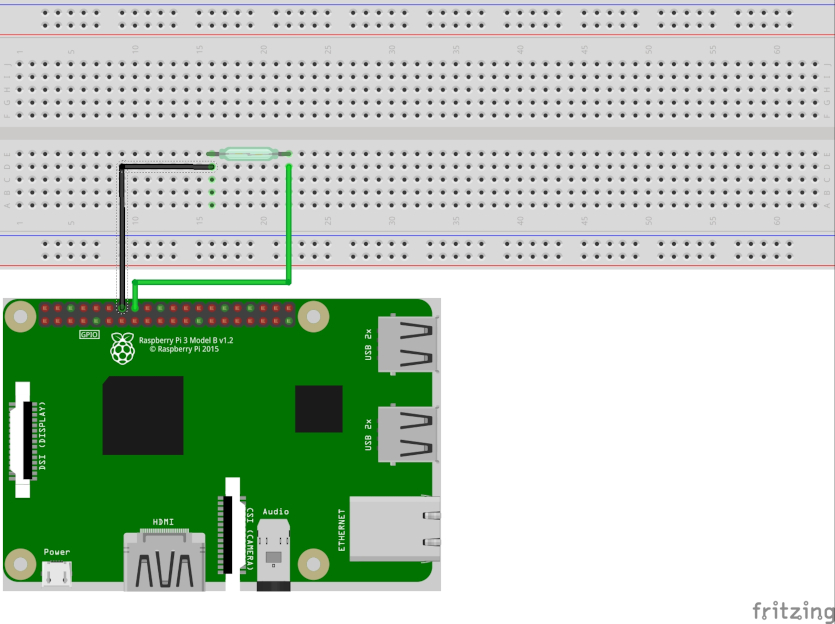 1 5 10 15 20 25 30 35 40 45 50 55 60
J J
I I
H H
G G
F F
E E
D D
C C
B B
A A
1 5 10 15 20 25 30 35 40 45 50 55 60
GPIO
Raspberry Pi 3 Model B v1.2
© Raspberry Pi 2015
USB 2x
DSI (DISPLAY)
USB 2x
CSI (CAMERA)
Audio
ETHERNET
HDMI
Power
fritzing